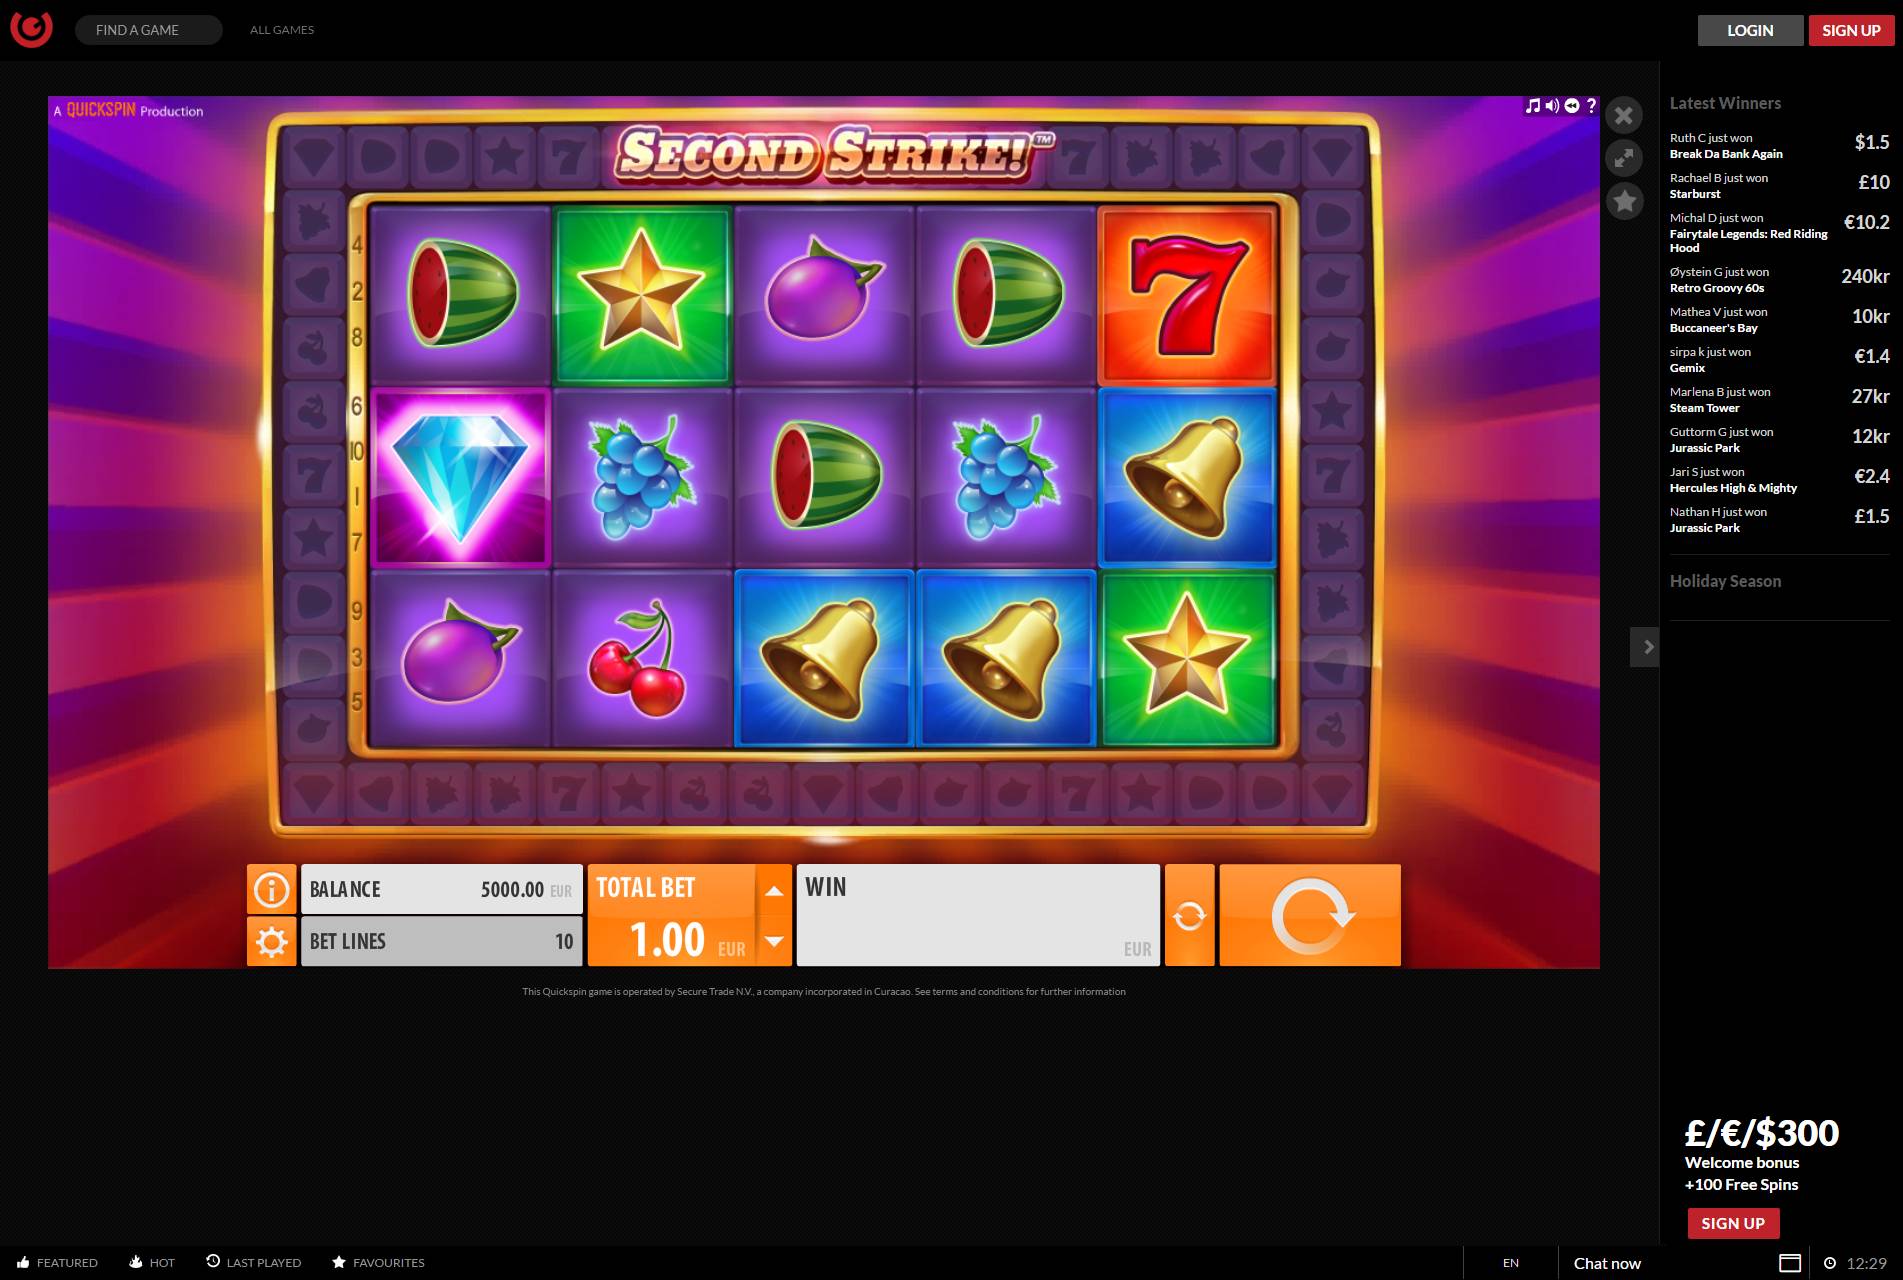 FIND A GAME
ALL GAMES
LOGIN
SIGN UP
A QUICKSPIN Production
SECOND STRIKE!™
4
2
8
6
10
1
7
9
3
5
7
BALANCE 5000.00 EUR
BET LINES 10
TOTAL BET
1.00 EUR
WIN
EUR
This Quickspin game is operated by Secure Trade N.V., a company incorporated in Curacao. See terms and conditions for further information
Latest Winners
Ruth C just won $1.5
Break Da Bank Again
Rachael B just won £10
Starburst
Michal D just won €10.2
Fairytale Legends: Red Riding
Hood
Øystein G just won 240kr
Retro Groovy 60s
Mathea V just won 10kr
Buccaneer's Bay
sirpa k just won €1.4
Gemix
Marlena B just won 27kr
Steam Tower
Guttorm G just won 12kr
Jurassic Park
Jari S just won €2.4
Hercules High & Mighty
Nathan H just won £1.5
Jurassic Park
Holiday Season
£/€/$300
Welcome bonus
+100 Free Spins
SIGN UP
FEATURED
HOT
LAST PLAYED
FAVOURITES
EN
Chat now
12:29